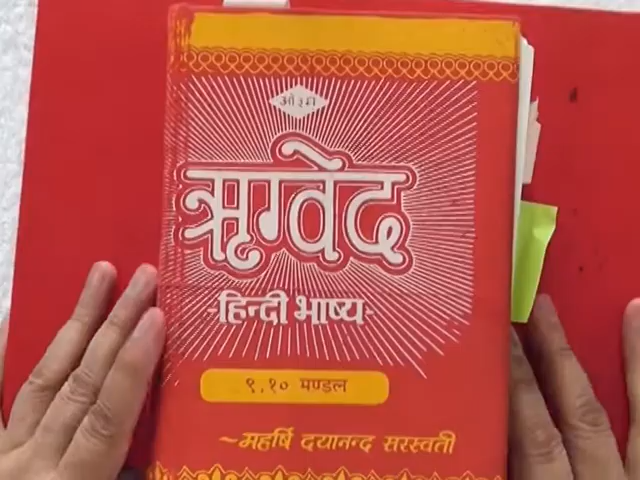 ओ३म्
ऋग्वेद
-हिन्दी भाष्य-
९,१० मण्डल
~महर्षि दयानन्द सरस्वती